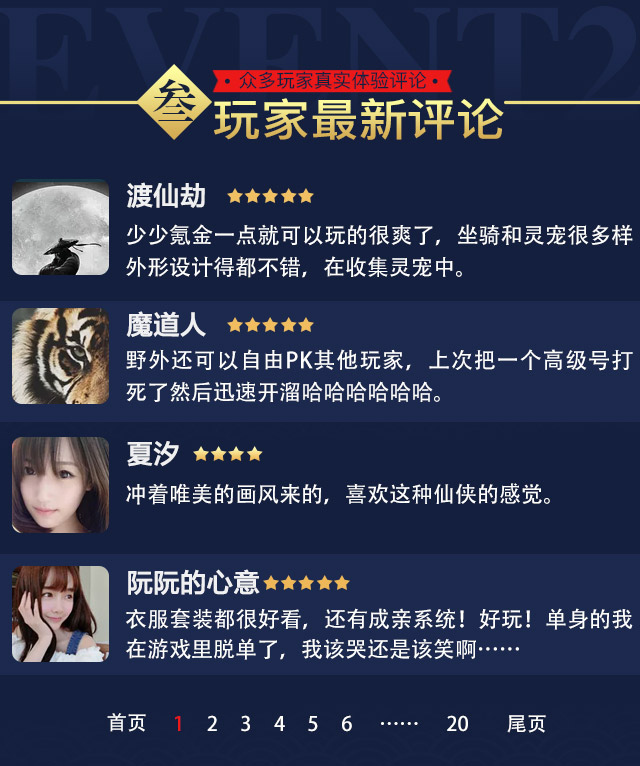 EVENT2
众多玩家真实体验评论
叁
玩家最新评论
渡仙劫
少少氪金一点就可以玩的很爽了，坐骑和灵宠很多样
外形设计得都不错，在收集灵宠中。
魔道人
野外还可以自由PK其他玩家，上次把一个高级号打
死了然后迅速开溜哈哈哈哈哈哈。
夏汐
冲着唯美的画风来的，喜欢这种仙侠的感觉。
阮阮的心意
衣服套装都很好看，还有成亲系统！好玩！单身的我
在游戏里脱单了，我该哭还是该笑啊……
首页 1 2 3 4 5 6 …… 20 尾页